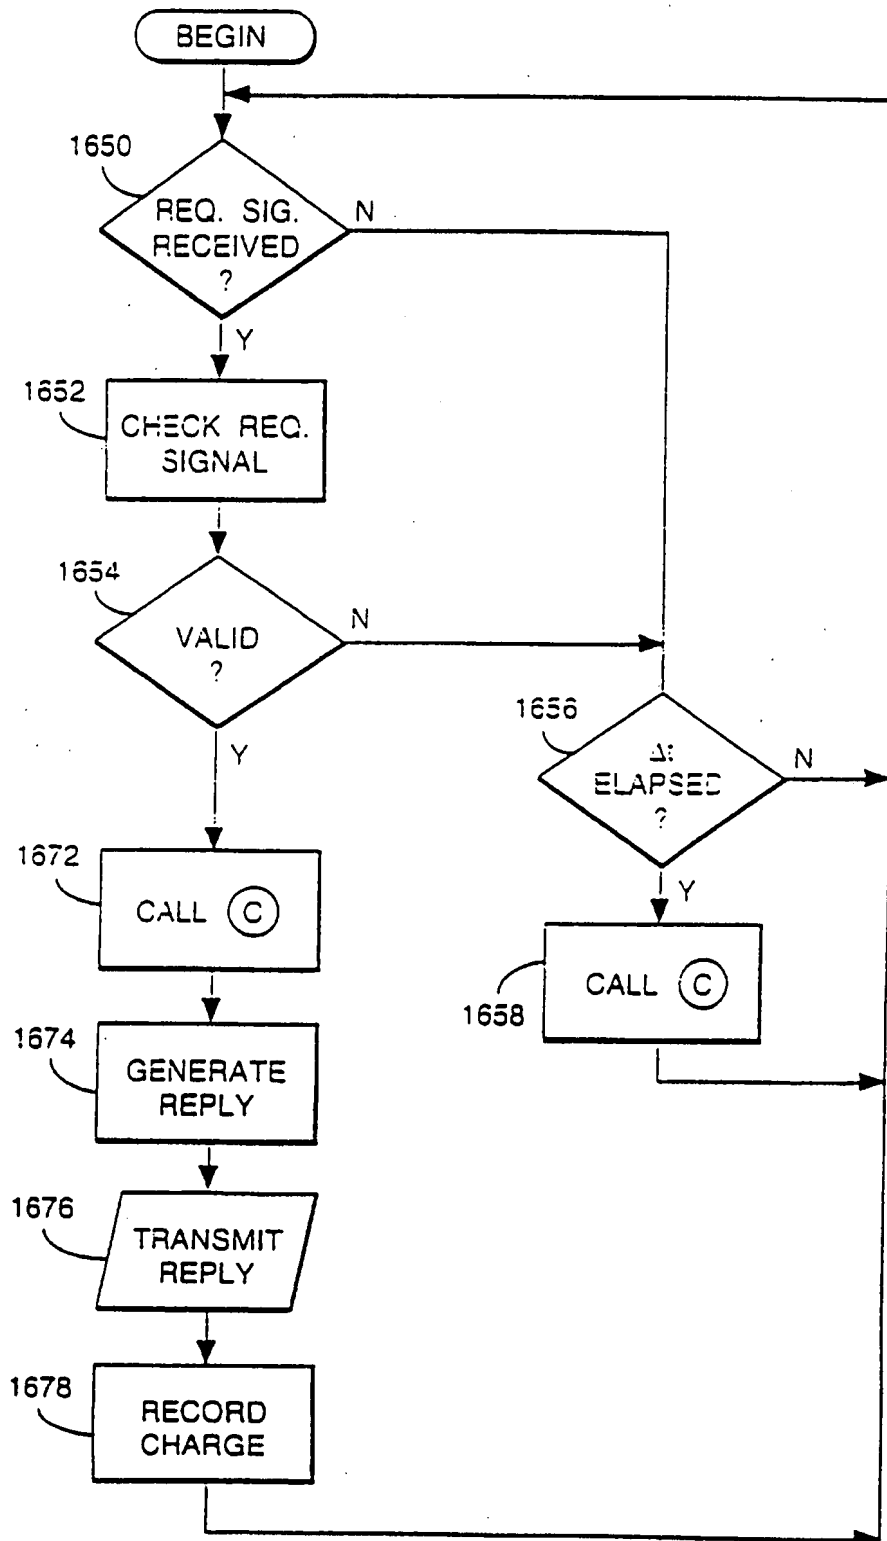 BEGIN
1650
REQ. SIG.
RECEIVED
?
N
Y
1652
CHECK REQ.
SIGNAL
1654
VALID
?
N
Y
1656
ELAPSED
?
N
Y
1672
CALL C
1658
CALL C
1674
GENERATE
REPLY
1676
TRANSMIT
REPLY
1678
RECORD
CHARGE